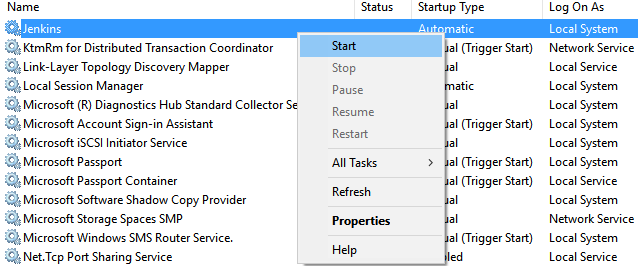 Name Status Startup Type Log On As
Jenkins Automatic Local System
KtmRm for Distributed Transaction Coordinator ual (Trigger Start) Network Service
Link-Layer Topology Discovery Mapper ual Local Service
Local Session Manager matic Local System
Microsoft (R) Diagnostics Hub Standard Collector Se ual Local System
Microsoft Account Sign-in Assistant ual (Trigger Start) Local System
Microsoft iSCSI Initiator Service ual Local System
Microsoft Passport ual (Trigger Start) Local System
Microsoft Passport Container ual (Trigger Start) Local Service
Microsoft Software Shadow Copy Provider ual Local System
Microsoft Storage Spaces SMP ual Network Service
Microsoft Windows SMS Router Service. ual (Trigger Start) Local System
Net.Tcp Port Sharing Service bled Local Service
Start
Stop
Pause
Resume
Restart
All Tasks
Refresh
Properties
Help